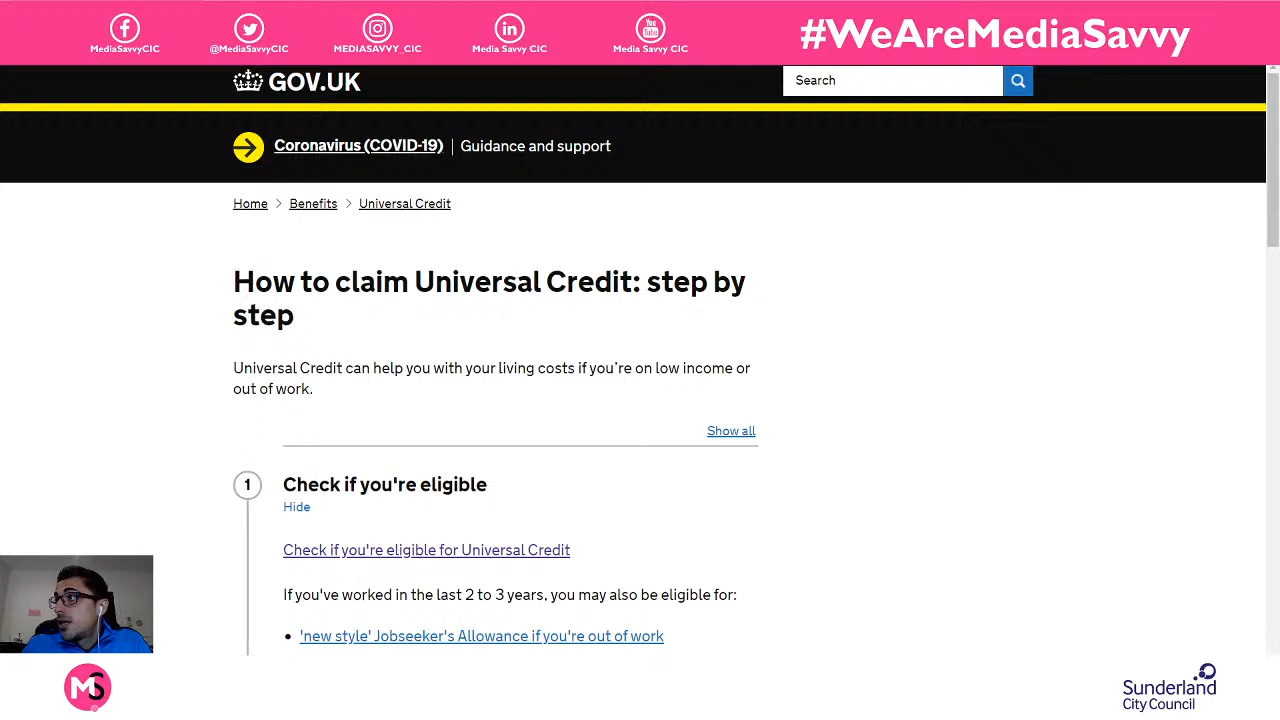 MediaSavvyCIC
@MediaSavvyCIC
MEDIASAVVY_CIC
Media Savvy CIC
You
Tube
Media Savvy CIC
#WeAreMediaSavvy
GOV.UK
Search
Coronavirus (COVID-19) | Guidance and support
Home > Benefits > Universal Credit
How to claim Universal Credit: step by
step
Universal Credit can help you with your living costs if you're on low income or
out of work.
Show all
1 Check if you're eligible
Hide
Check if you're eligible for Universal Credit
If you've worked in the last 2 to 3 years, you may also be eligible for:
• 'new style' Jobseeker's Allowance if you're out of work
MS
Sunderland
City Council